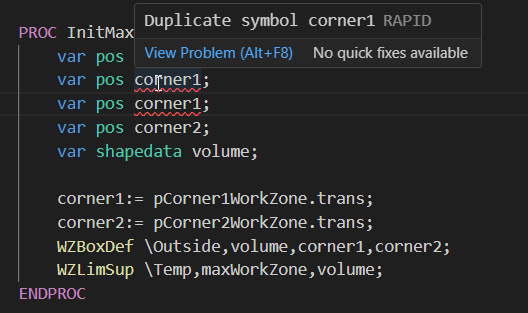 Duplicate symbol corner1 RAPID
View Problem (Alt+F8) No quick fixes available
PROC InitMax
var pos
var pos corner1;
var pos corner1;
var pos corner2;
var shapedata volume;
corner1:= pCorner1WorkZone.trans;
corner2:= pCorner2WorkZone.trans;
WZBoxDef \Outside,volume,corner1,corner2;
WZLimSup \Temp,maxWorkZone,volume;
ENDPROC